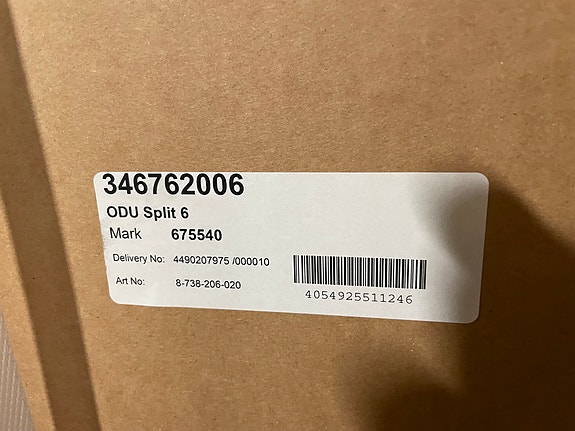 346762006
ODU Split 6
Mark 675540
Delivery No: 4490207975 /000010
Art No: 8-738-206-020
4054925511246